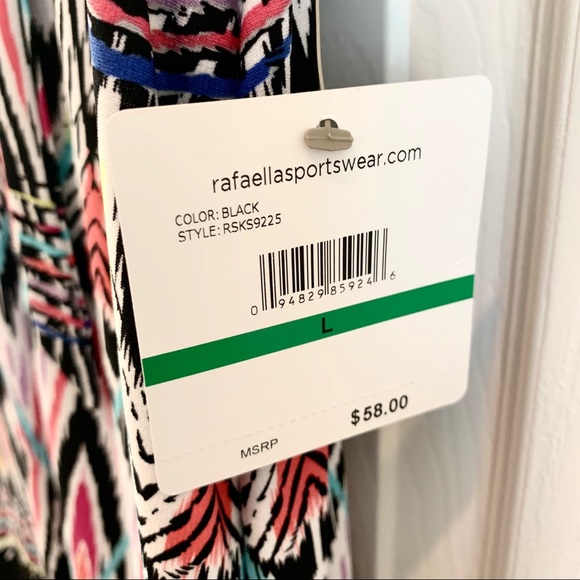 rafaellasportswear.com
COLOR: BLACK
STYLE: RSKS9225
0 94829 85924 6
L
$58.00
MSRP